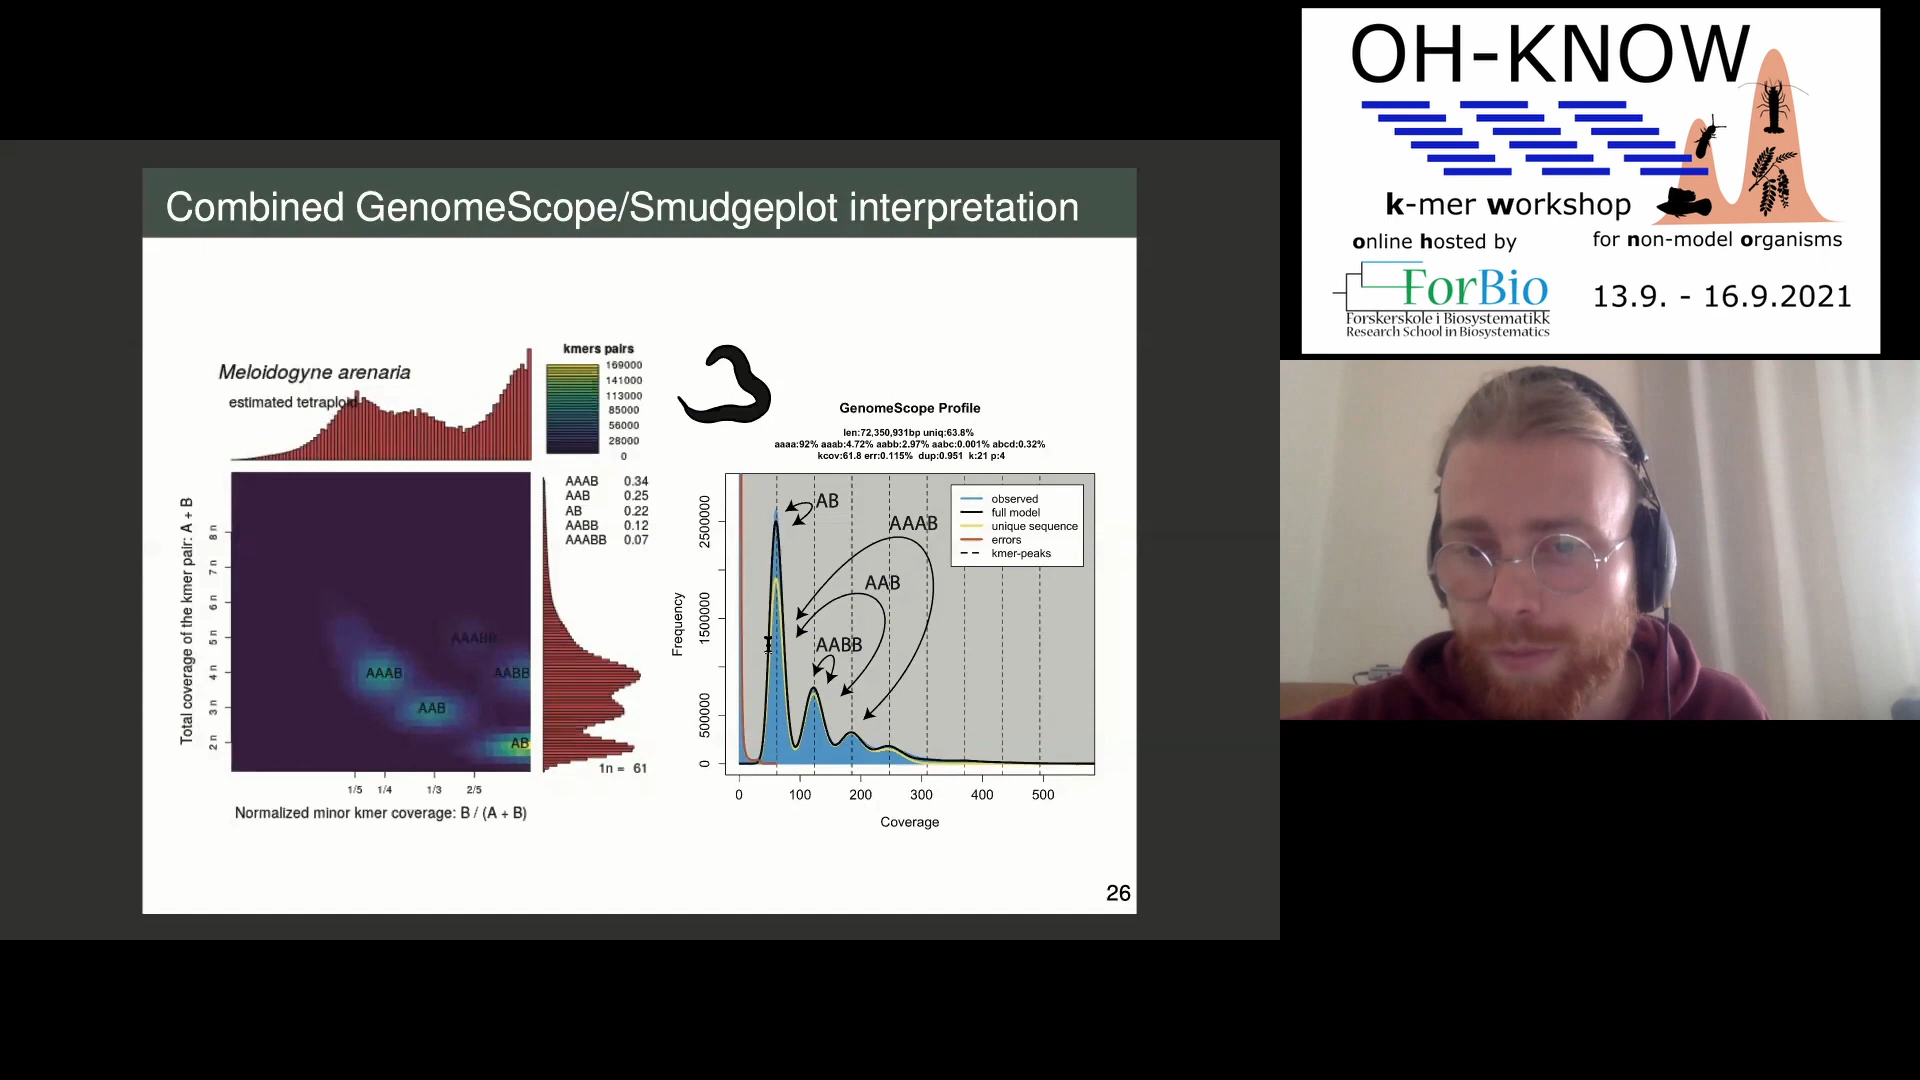 Combined GenomeScope/Smudgeplot interpretation
Meloidogyne arenaria
estimated tetraploid
kmers pairs
169000
141000
113000
85000
56000
28000
0
AAAB 0.34
AAB 0.25
AB 0.22
AABB 0.12
AAABB 0.07
Total coverage of the kmer pair: A + B
8 n
7 n
6 n
5 n
4 n
3 n
2 n
AAABB
AAAB
AABB
AAB
AB
1n = 61
1/5 1/4 1/3 2/5
Normalized minor kmer coverage: B / (A + B)
GenomeScope Profile
len:72,350,931bp uniq:63.8%
aaaa:92% aaab:4.72% aabb:2.97% aabc:0.001% abcd:0.32%
kcov:61.8 err:0.115% dup:0.951 k:21 p:4
Frequency
2500000
1500000
500000
0
AB
AAAB
AAB
AABB
observed
full model
unique sequence
errors
kmer-peaks
0 100 200 300 400 500
Coverage
26
OH-KNOW
k-mer workshop
online hosted by
for non-model organisms
ForBio
Forskerskole i Biosystematikk
Research School in Biosystematics
13.9. - 16.9.2021